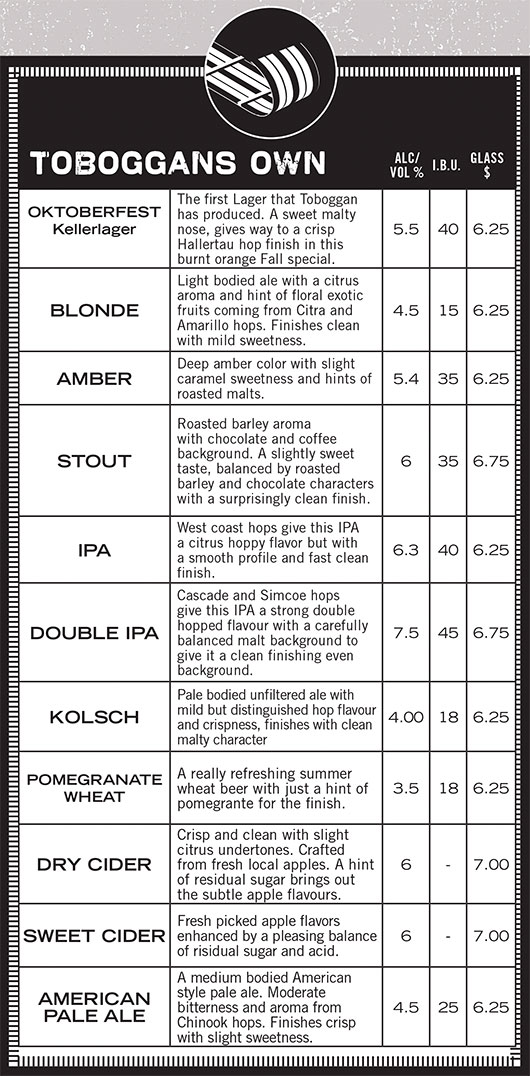 TOBOGGANS OWN
ALC/
VOL %
I.B.U.
GLASS
$
OKTOBERFEST
Kellerlager
The first Lager that Toboggan
has produced. A sweet malty
nose, gives way to a crisp
Hallertau hop finish in this
burnt orange Fall special.
5.5
40
6.25
BLONDE
Light bodied ale with a citrus
aroma and hint of floral exotic
fruits coming from Citra and
Amarillo hops. Finishes clean
with mild sweetness.
4.5
15
6.25
AMBER
Deep amber color with slight
caramel sweetness and hints of
roasted malts.
5.4
35
6.25
STOUT
Roasted barley aroma
with chocolate and coffee
background. A slightly sweet
taste, balanced by roasted
barley and chocolate characters
with a surprisingly clean finish.
6
35
6.75
IPA
West coast hops give this IPA
a citrus hoppy flavor but with
a smooth profile and fast clean
finish.
6.3
40
6.25
DOUBLE IPA
Cascade and Simcoe hops
give this IPA a strong double
hopped flavour with a carefully
balanced malt background to
give it a clean finishing even
background.
7.5
45
6.75
KOLSCH
Pale bodied unfiltered ale with
mild but distinguished hop flavour
and crispness, finishes with clean
malty character
4.00
18
6.25
POMEGRANATE
WHEAT
A really refreshing summer
wheat beer with just a hint of
pomegrante for the finish.
3.5
18
6.25
DRY CIDER
Crisp and clean with slight
citrus undertones. Crafted
from fresh local apples. A hint
of residual sugar brings out
the subtle apple flavours.
6
-
7.00
SWEET CIDER
Fresh picked apple flavors
enhanced by a pleasing balance
of risidual sugar and acid.
6
-
7.00
AMERICAN
PALE ALE
A medium bodied American
style pale ale. Moderate
bitterness and aroma from
Chinook hops. Finishes crisp
with slight sweetness.
4.5
25
6.25